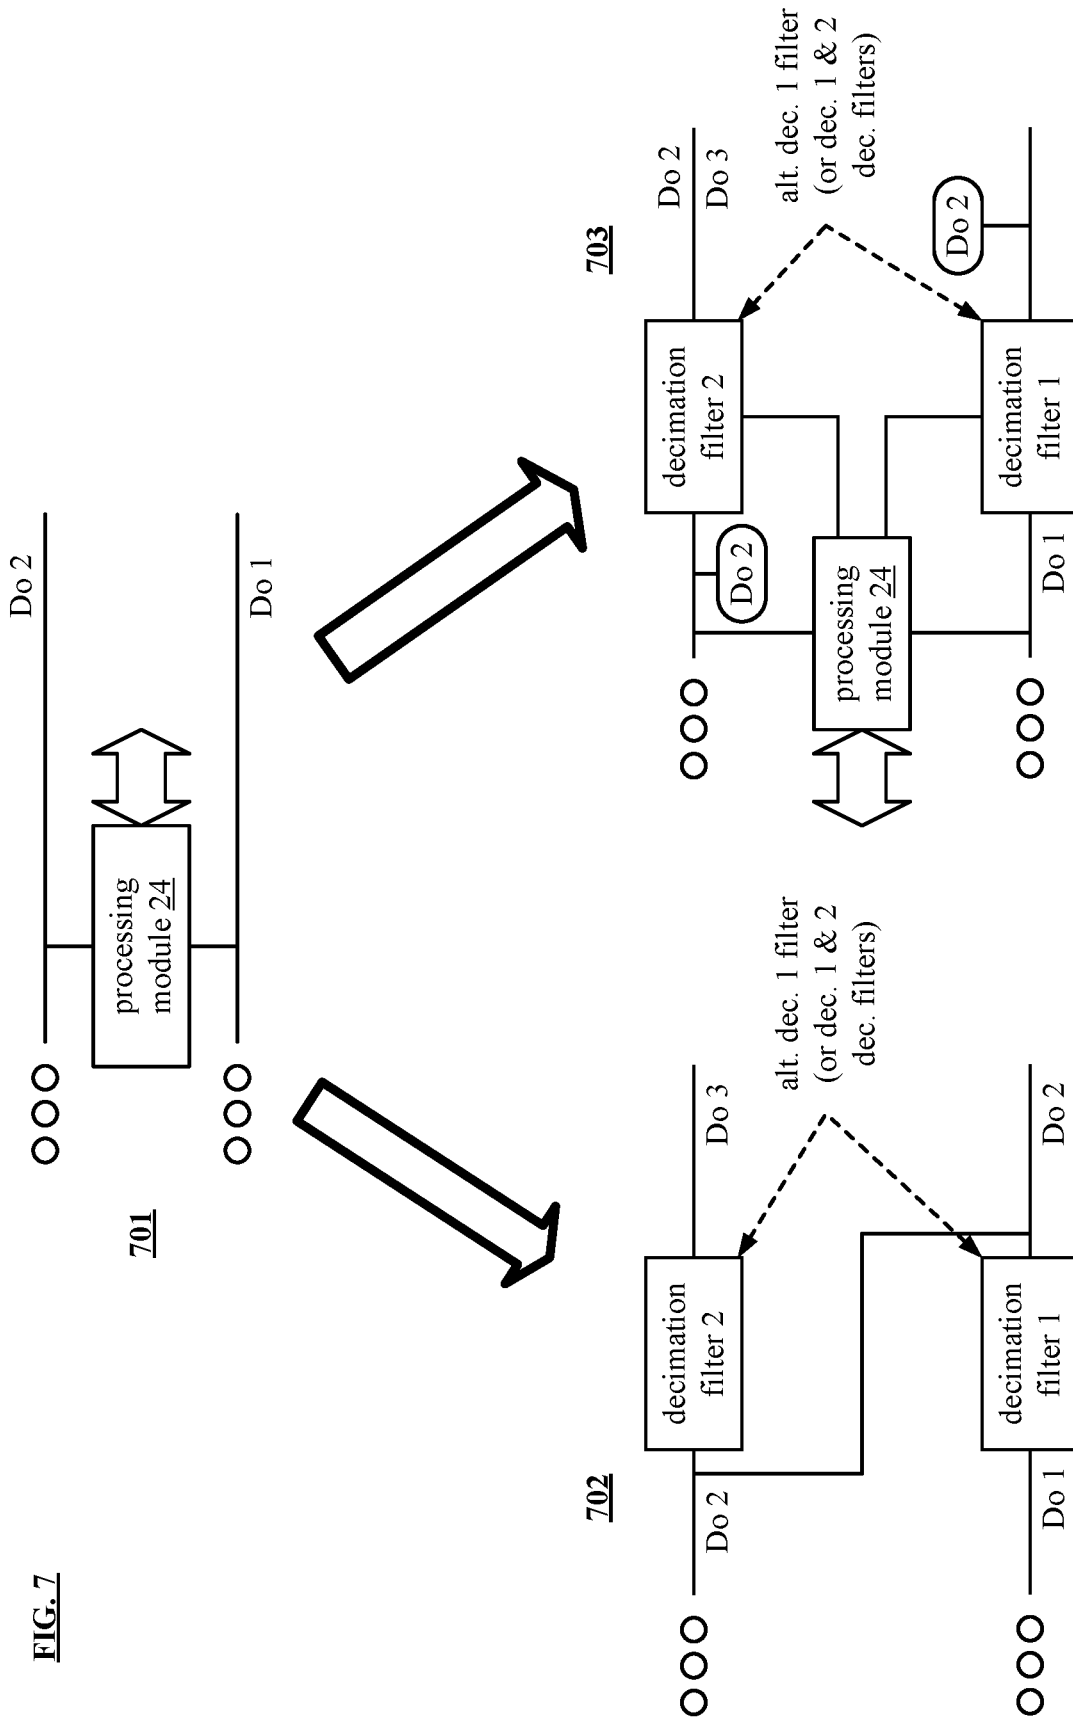 FIG. 7
701
processing
module 24
Do 2
Do 1
702
Do 2
decimation
filter 2
Do 3
alt. dec. 1 filter
(or dec. 1 & 2
dec. filters)
Do 1
decimation
filter 1
Do 2
703
Do 2
decimation
filter 2
Do 2
Do 3
processing
module 24
alt. dec. 1 filter
(or dec. 1 & 2
dec. filters)
Do 1
decimation
filter 1
Do 2